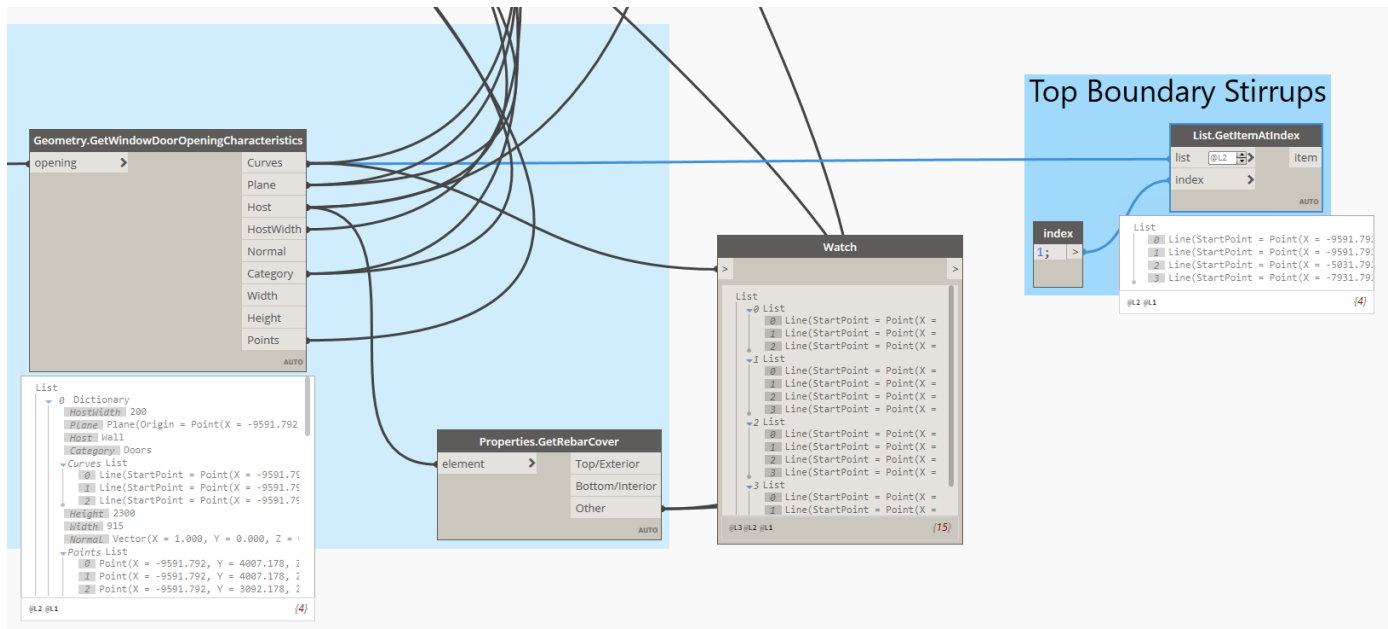 Top Boundary Stirrups
Geometry.GetWindowDoorOpeningCharacteristics
opening >
Curves
Plane
Host
HostWidth
Normal
Category
Width
Height
Points
AUTO
List
0 Dictionary
HostWidth 200
Plane Plane(Origin = Point(X = -9591.792
Host Wall
Category Doors
Curves List
0 Line(StartPoint = Point(X = -9591.79
1 Line(StartPoint = Point(X = -9591.79
2 Line(StartPoint = Point(X = -9591.79
Height 2300
Width 915
Normal Vector(X = 1.000, Y = 0.000, Z =
Points List
0 Point(X = -9591.792, Y = 4007.178, Z
1 Point(X = -9591.792, Y = 4007.178, Z
2 Point(X = -9591.792, Y = 3092.178, Z
@L2 @L1 {4}
Properties.GetRebarCover
element >
Top/Exterior
Bottom/Interior
Other
AUTO
Watch
> >
List
0 List
0 Line(StartPoint = Point(X =
1 Line(StartPoint = Point(X =
2 Line(StartPoint = Point(X =
1 List
0 Line(StartPoint = Point(X =
1 Line(StartPoint = Point(X =
2 Line(StartPoint = Point(X =
3 Line(StartPoint = Point(X =
2 List
0 Line(StartPoint = Point(X =
1 Line(StartPoint = Point(X =
2 Line(StartPoint = Point(X =
3 Line(StartPoint = Point(X =
3 List
0 Line(StartPoint = Point(X =
1 Line(StartPoint = Point(X =
@L3 @L2 @L1 {15}
List.GetItemAtIndex
list @L2 > item
index >
AUTO
index
1; >
List
0 Line(StartPoint = Point(X = -9591.792
1 Line(StartPoint = Point(X = -9591.792
2 Line(StartPoint = Point(X = -5031.792
3 Line(StartPoint = Point(X = -7931.792
@L2 @L1 {4}